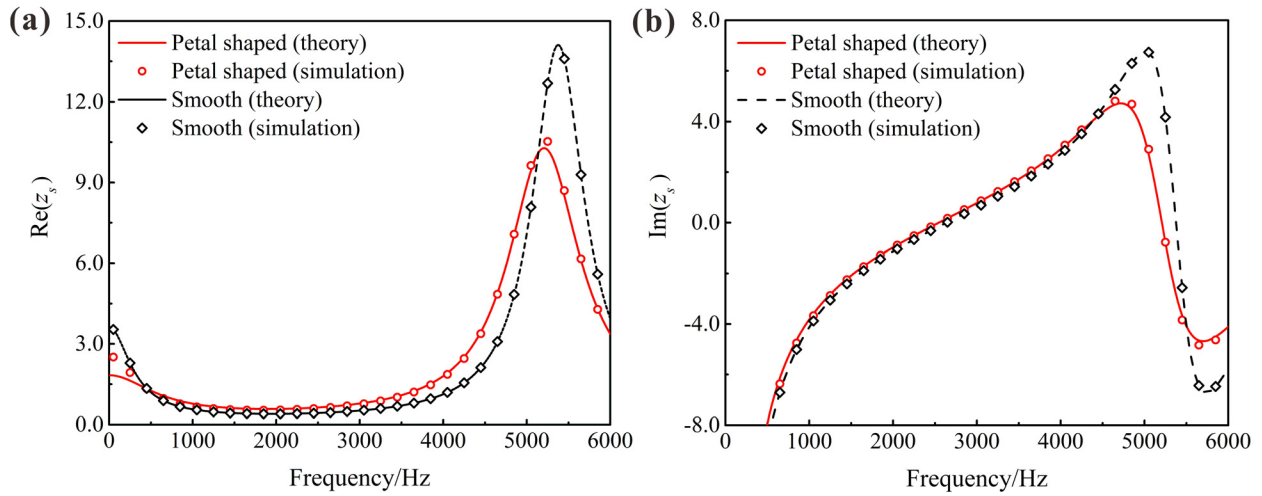 (a)
15.0
12.0
9.0
6.0
3.0
0.0
Re(zs)
Petal shaped (theory)
Petal shaped (simulation)
Smooth (theory)
Smooth (simulation)
0 1000 2000 3000 4000 5000 6000
Frequency/Hz
(b)
8.0
4.0
0.0
-4.0
-8.0
Im(zs)
Petal shaped (theory)
Petal shaped (simulation)
Smooth (theory)
Smooth (simulation)
0 1000 2000 3000 4000 5000 6000
Frequency/Hz